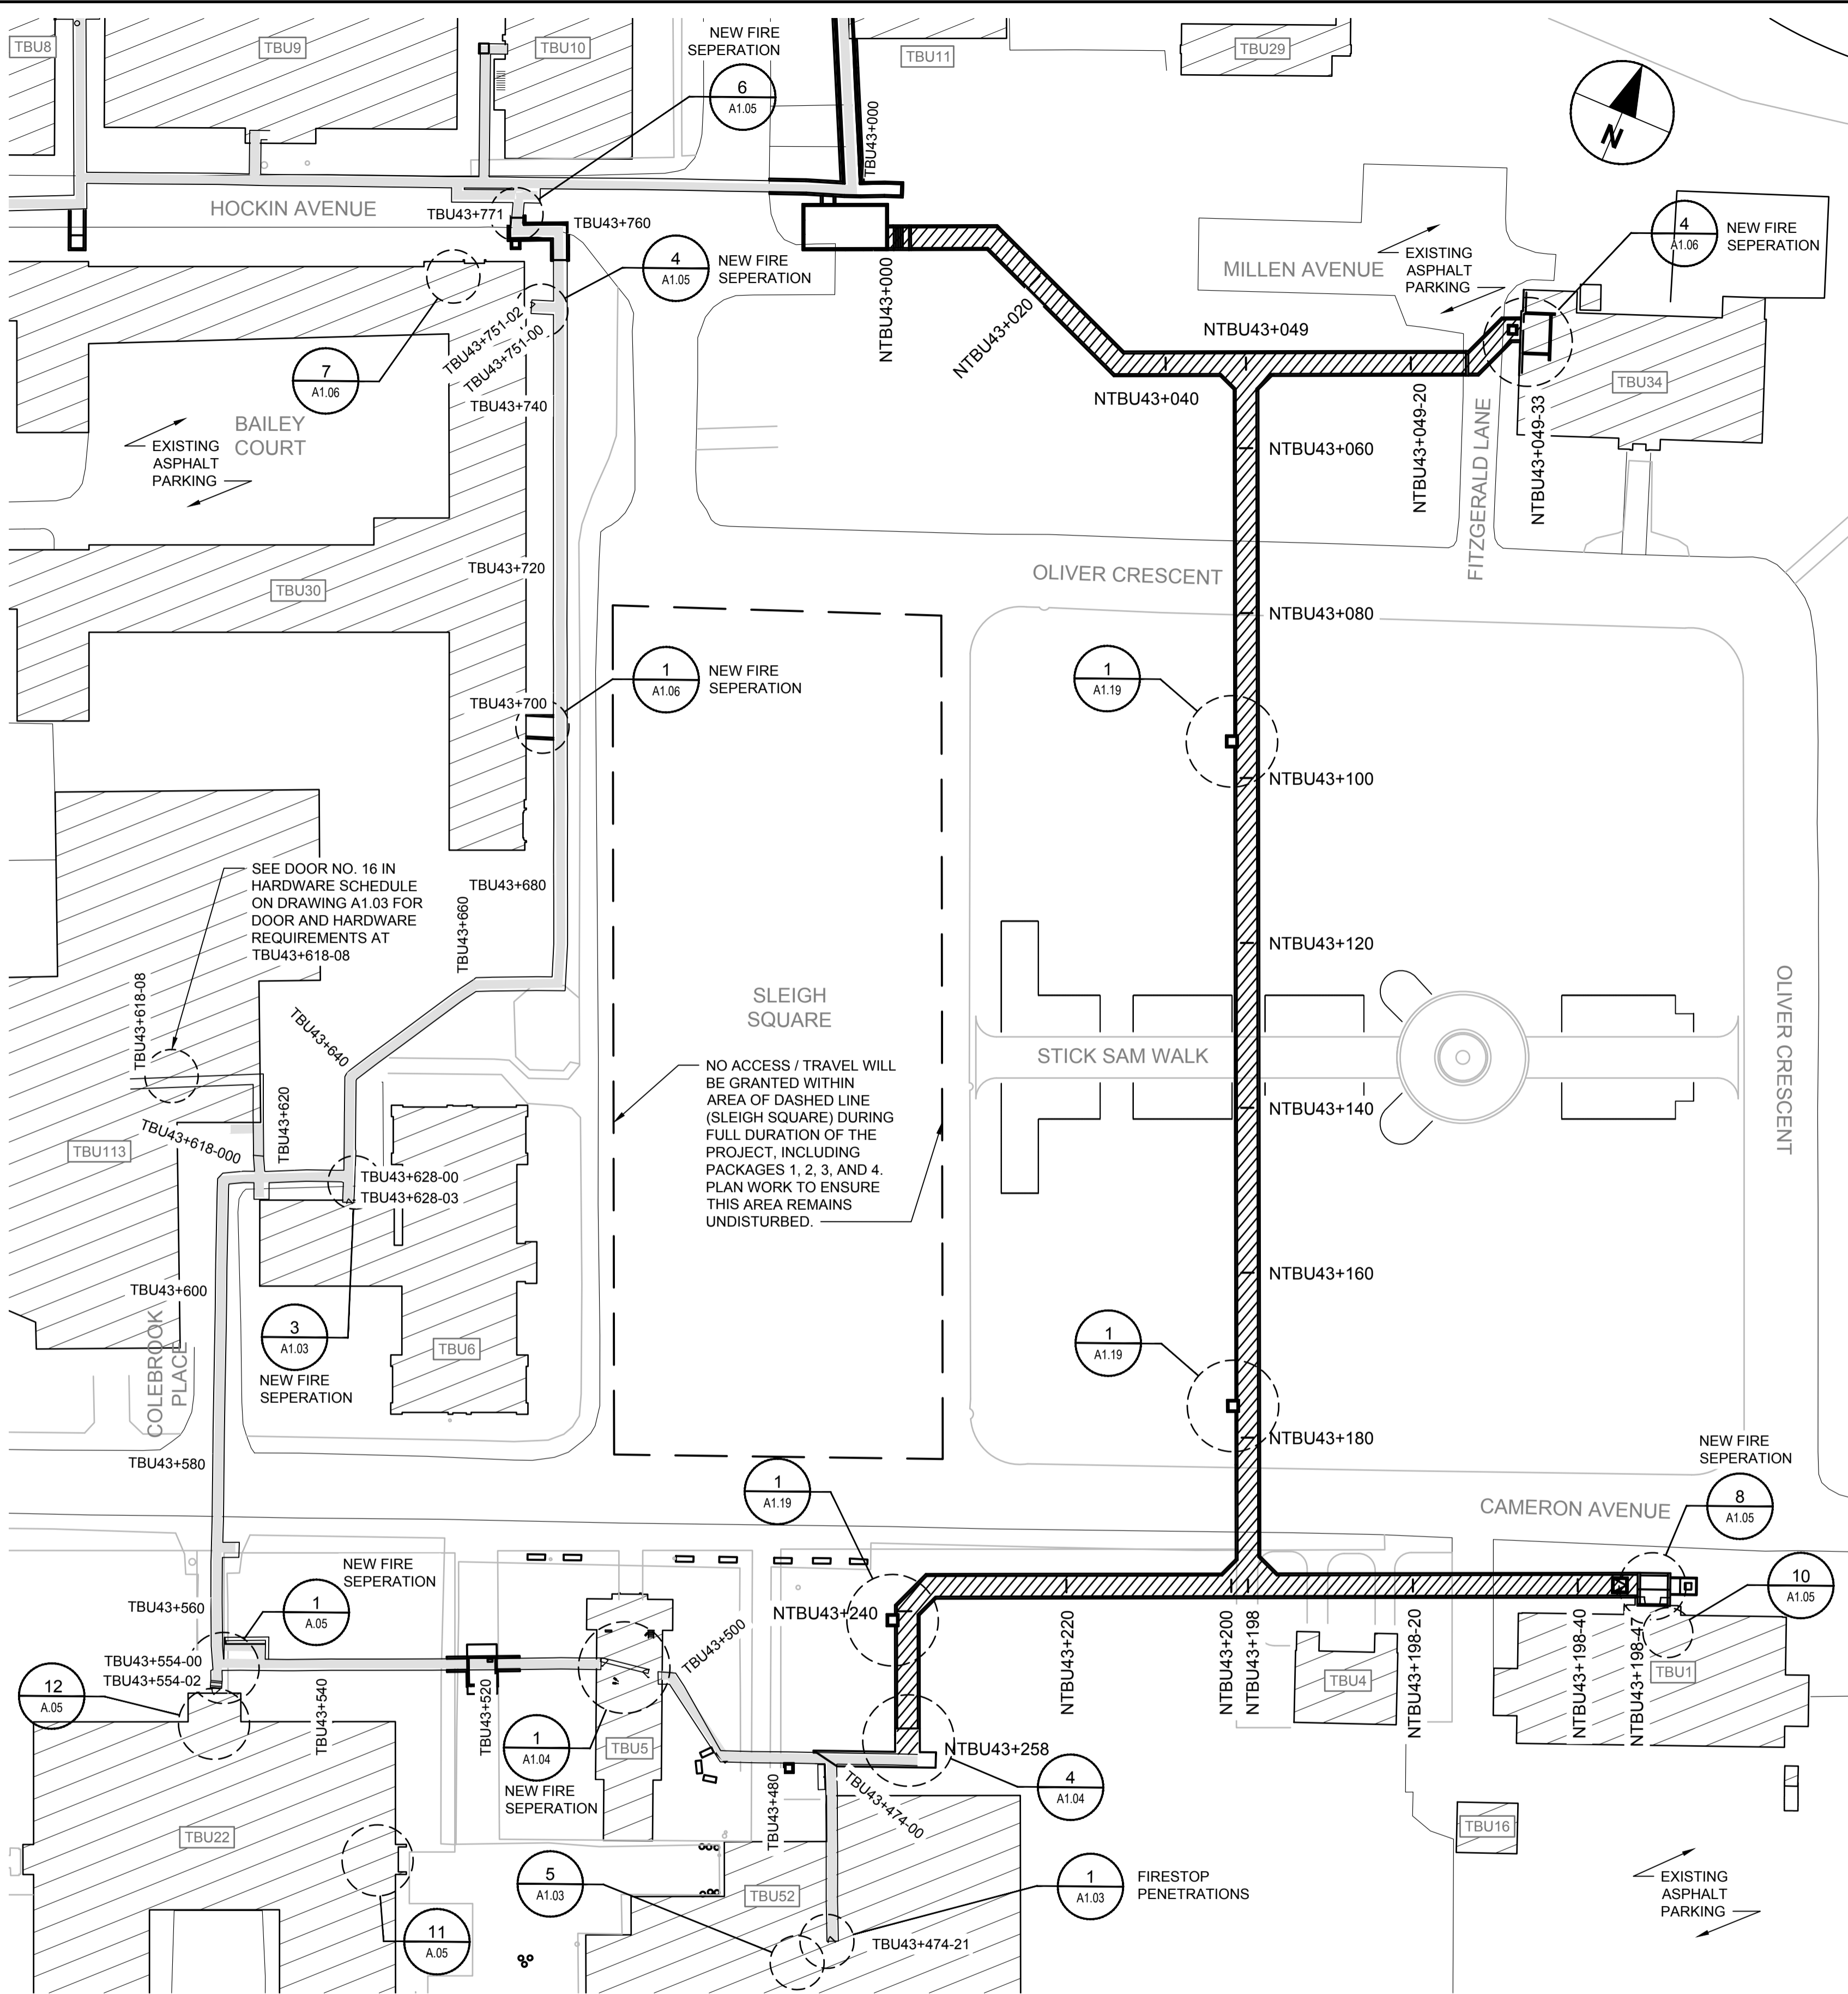 TBU8
TBU9
TBU10
NEW FIRE
SEPERATION
6
A1.05
TBU11
TBU29
TBU43+000
N
HOCKIN AVENUE
TBU43+771
TBU43+760
4
A1.05
NEW FIRE
SEPERATION
NTBU43+000
NTBU43+020
MILLEN AVENUE
EXISTING
ASPHALT
PARKING
4
A1.06
NEW FIRE
SEPERATION
NTBU43+049
NTBU43+040
TBU34
TBU43+751-02
TBU43+751-00
7
A1.06
TBU43+740
BAILEY
COURT
EXISTING
ASPHALT
PARKING
NTBU43+060
NTBU43+049-20
FITZGERALD LANE
NTBU43+049-33
TBU43+720
TBU30
OLIVER CRESCENT
NTBU43+080
1
A1.06
NEW FIRE
SEPERATION
TBU43+700
1
A1.19
NTBU43+100
SEE DOOR NO. 16 IN
HARDWARE SCHEDULE
ON DRAWING A1.03 FOR
DOOR AND HARDWARE
REQUIREMENTS AT
TBU43+618-08
TBU43+680
TBU43+660
NTBU43+120
SLEIGH
SQUARE
TBU43+618-08
TBU43+640
STICK SAM WALK
OLIVER CRESCENT
NO ACCESS / TRAVEL WILL
BE GRANTED WITHIN
AREA OF DASHED LINE
(SLEIGH SQUARE) DURING
FULL DURATION OF THE
PROJECT, INCLUDING
PACKAGES 1, 2, 3, AND 4.
PLAN WORK TO ENSURE
THIS AREA REMAINS
UNDISTURBED.
NTBU43+140
TBU43+620
TBU113
TBU43+618-000
TBU43+628-00
TBU43+628-03
NTBU43+160
TBU43+600
COLEBROOK
PLACE
3
A1.03
NEW FIRE
SEPERATION
TBU6
1
A1.19
NTBU43+180
TBU43+580
1
A1.19
NEW FIRE
SEPERATION
8
A1.05
CAMERON AVENUE
NEW FIRE
SEPERATION
1
A.05
TBU43+560
10
A1.05
NTBU43+240
TBU43+500
NTBU43+220
NTBU43+200
NTBU43+198
NTBU43+198-20
NTBU43+198-40
NTBU43+198-47
TBU43+554-00
TBU43+554-02
12
A.05
TBU43+540
TBU43+520
TBU4
TBU1
1
A1.04
NEW FIRE
SEPERATION
TBU5
NTBU43+258
4
A1.04
TBU43+480
TBU43+474-00
TBU22
TBU16
5
A1.03
TBU52
1
A1.03
FIRESTOP
PENETRATIONS
EXISTING
ASPHALT
PARKING
11
A.05
TBU43+474-21